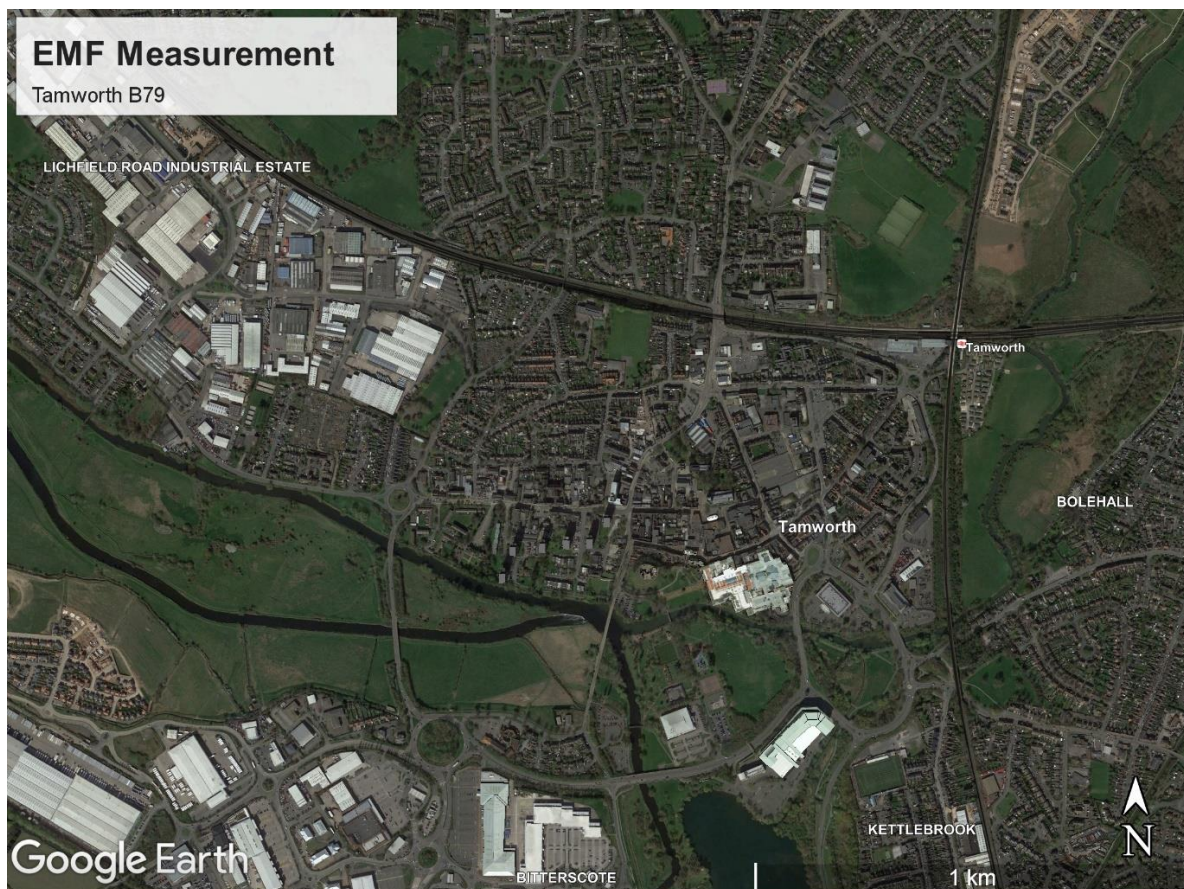 EMF Measurement
Tamworth B79
LICHFIELD ROAD INDUSTRIAL ESTATE
Tamworth
BOLEHALL
Tamworth
KETTLEBROOK
N
Google Earth
1 km
BITTERSCOTE